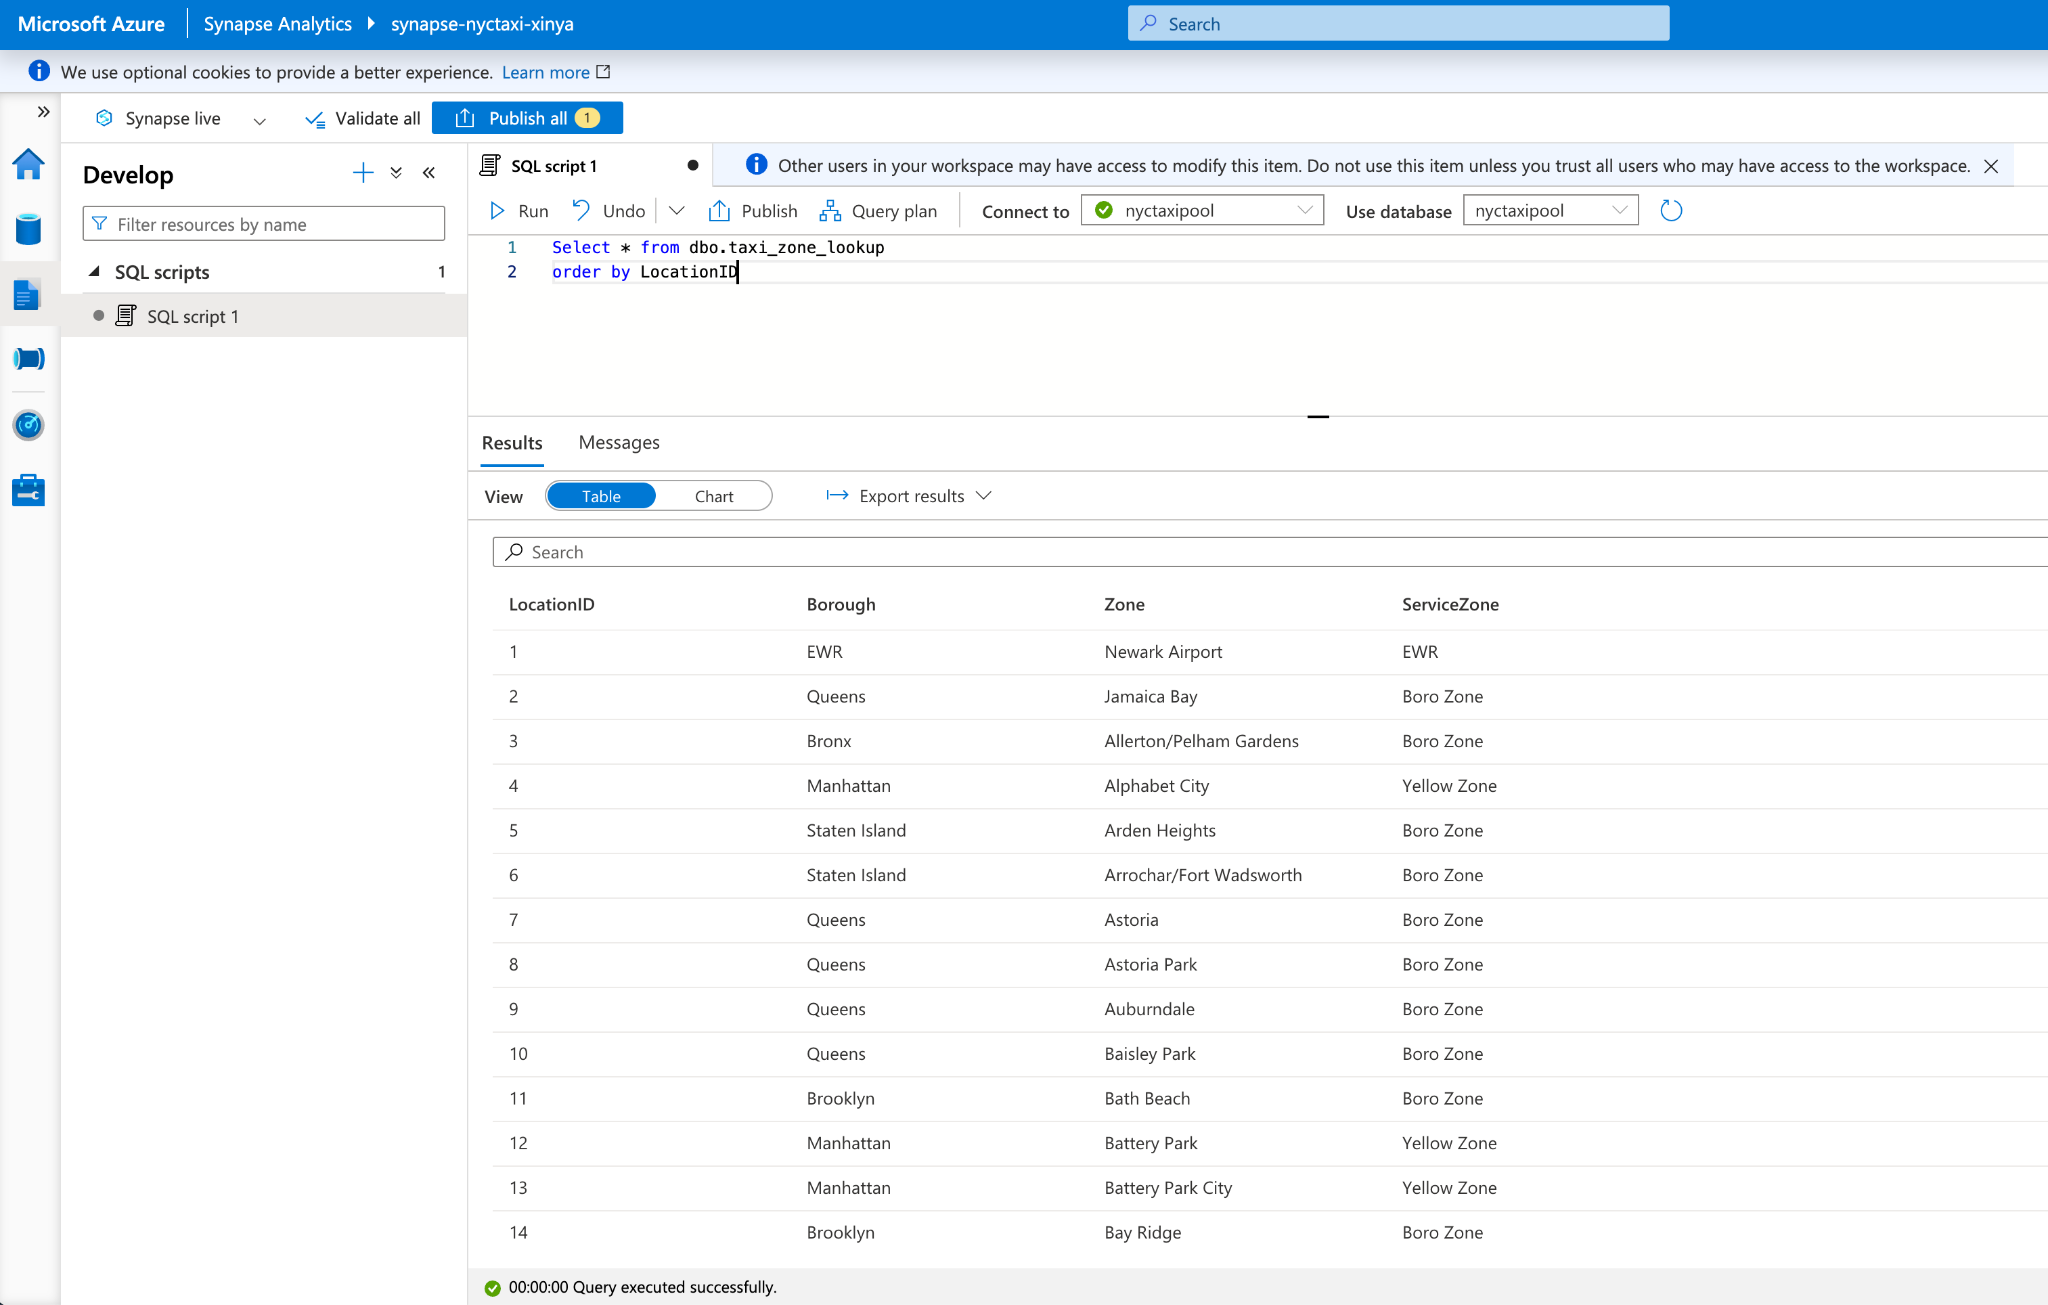 Microsoft Azure
Synapse Analytics
synapse-nyctaxi-xinya
Search
We use optional cookies to provide a better experience. Learn more
Synapse live
Validate all
Publish all 1
Develop
Filter resources by name
SQL scripts 1
SQL script 1
SQL script 1
Other users in your workspace may have access to modify this item. Do not use this item unless you trust all users who may have access to the workspace.
Run Undo Publish Query plan Connect to nyctaxipool Use database nyctaxipool
1 Select * from dbo.taxi_zone_lookup
2 order by LocationID
Results Messages
View Table Chart Export results
Search
LocationID Borough Zone ServiceZone
1 EWR Newark Airport EWR
2 Queens Jamaica Bay Boro Zone
3 Bronx Allerton/Pelham Gardens Boro Zone
4 Manhattan Alphabet City Yellow Zone
5 Staten Island Arden Heights Boro Zone
6 Staten Island Arrochar/Fort Wadsworth Boro Zone
7 Queens Astoria Boro Zone
8 Queens Astoria Park Boro Zone
9 Queens Auburndale Boro Zone
10 Queens Baisley Park Boro Zone
11 Brooklyn Bath Beach Boro Zone
12 Manhattan Battery Park Yellow Zone
13 Manhattan Battery Park City Yellow Zone
14 Brooklyn Bay Ridge Boro Zone
00:00:00 Query executed successfully.